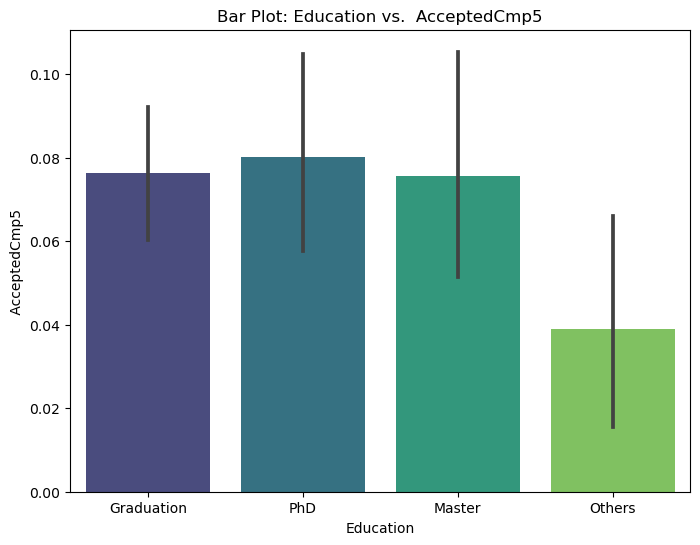 Bar Plot: Education vs.  AcceptedCmp5
AcceptedCmp5
0.10
0.08
0.06
0.04
0.02
0.00
Graduation PhD Master Others
Education